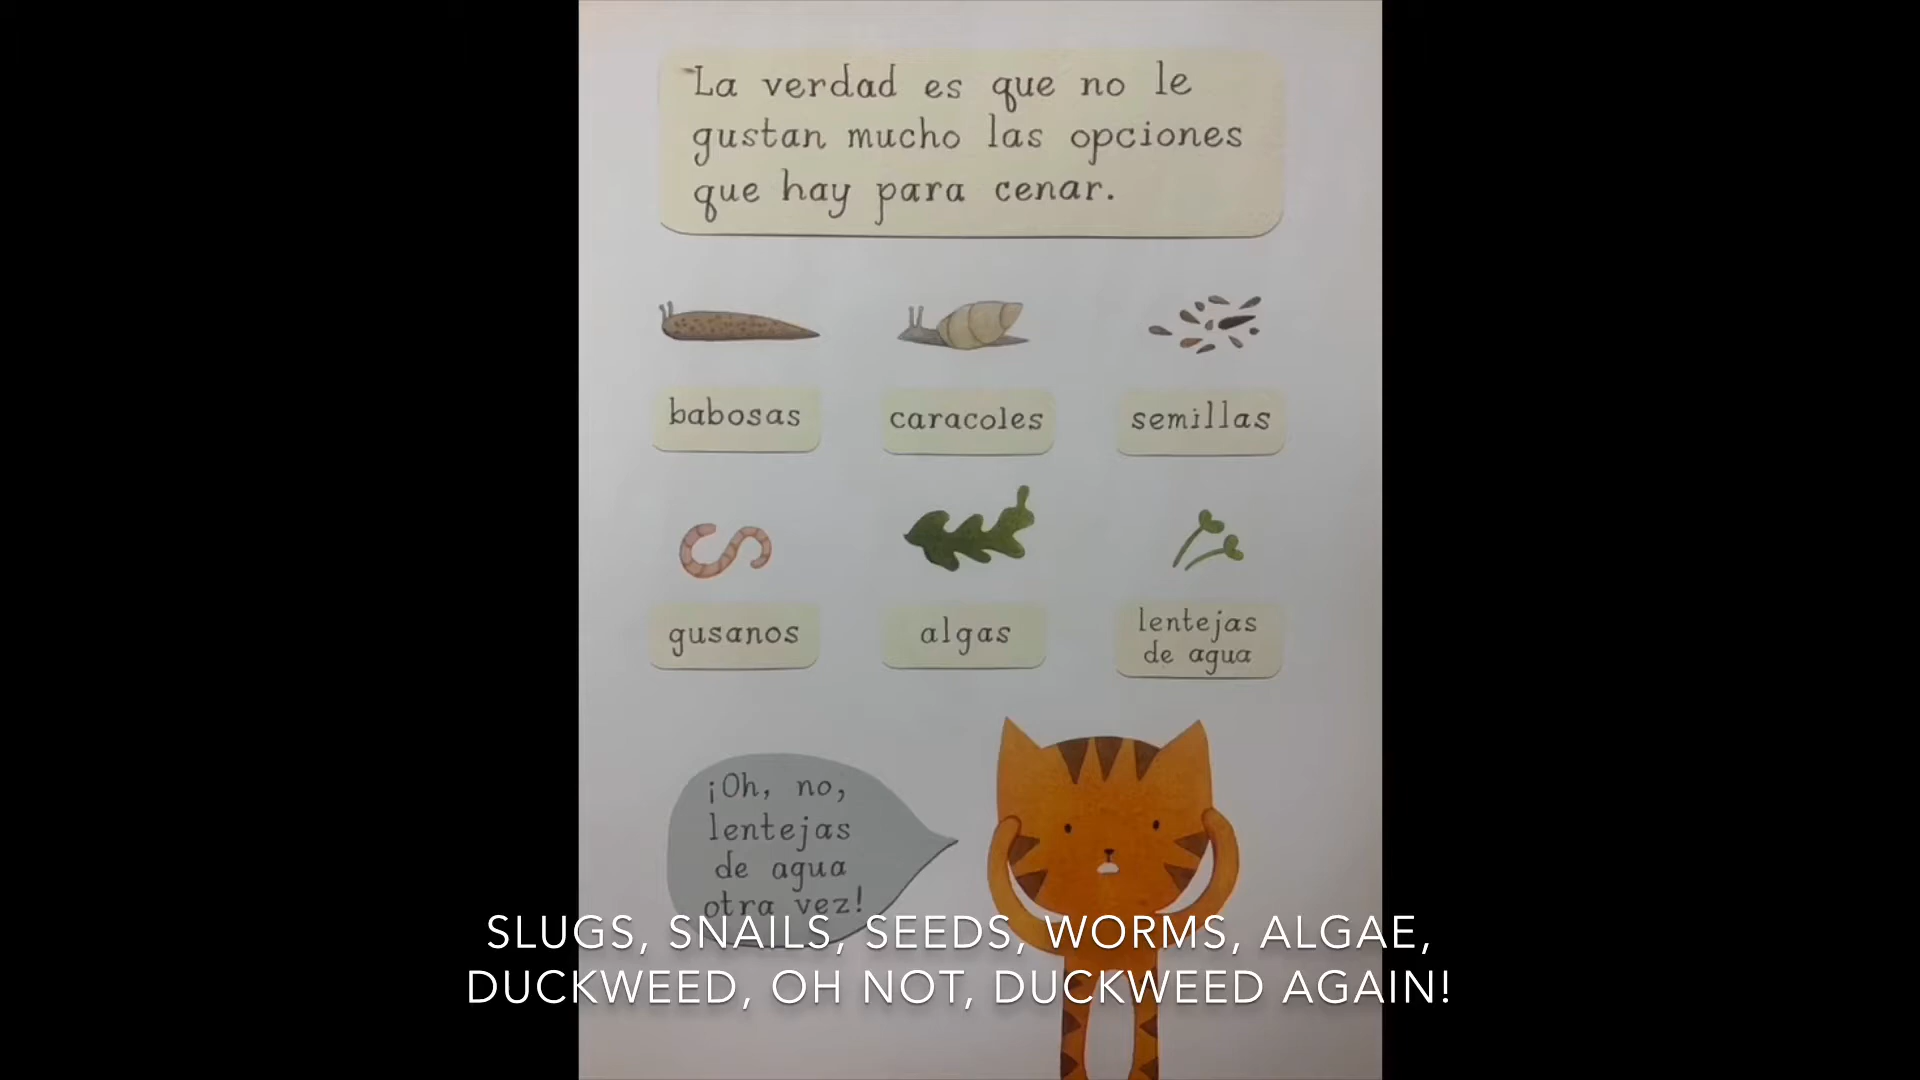 La verdad es que no le
gustan mucho las opciones
que hay para cenar.
babosas
caracoles
semillas
gusanos
algas
lentejas
de agua
¡Oh, no,
lentejas
de agua
otra vez!
SLUGS, SNAILS, SEEDS, WORMS, ALGAE,
DUCKWEED, OH NOT, DUCKWEED AGAIN!